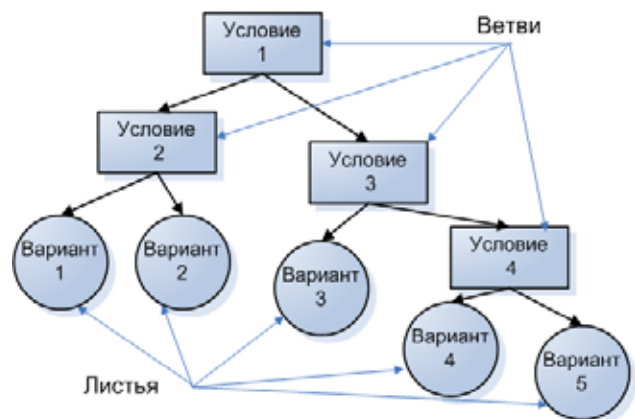 Ветви
Условие
1
Условие
2
Условие
3
Условие
4
Вариант
1
Вариант
2
Вариант
3
Вариант
4
Вариант
5
Листья